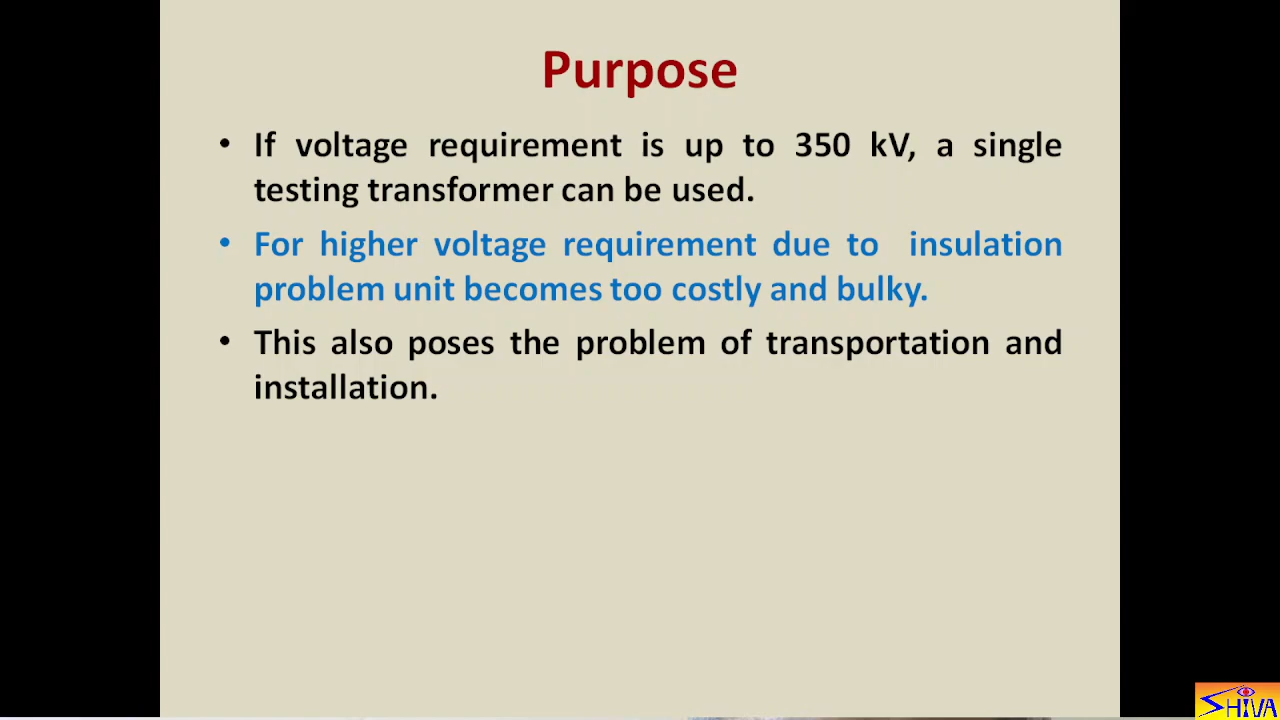 Purpose
• If voltage requirement is up to 350 kV, a single
testing transformer can be used.
• For higher voltage requirement due to insulation
problem unit becomes too costly and bulky.
• This also poses the problem of transportation and
installation.
SHIVA